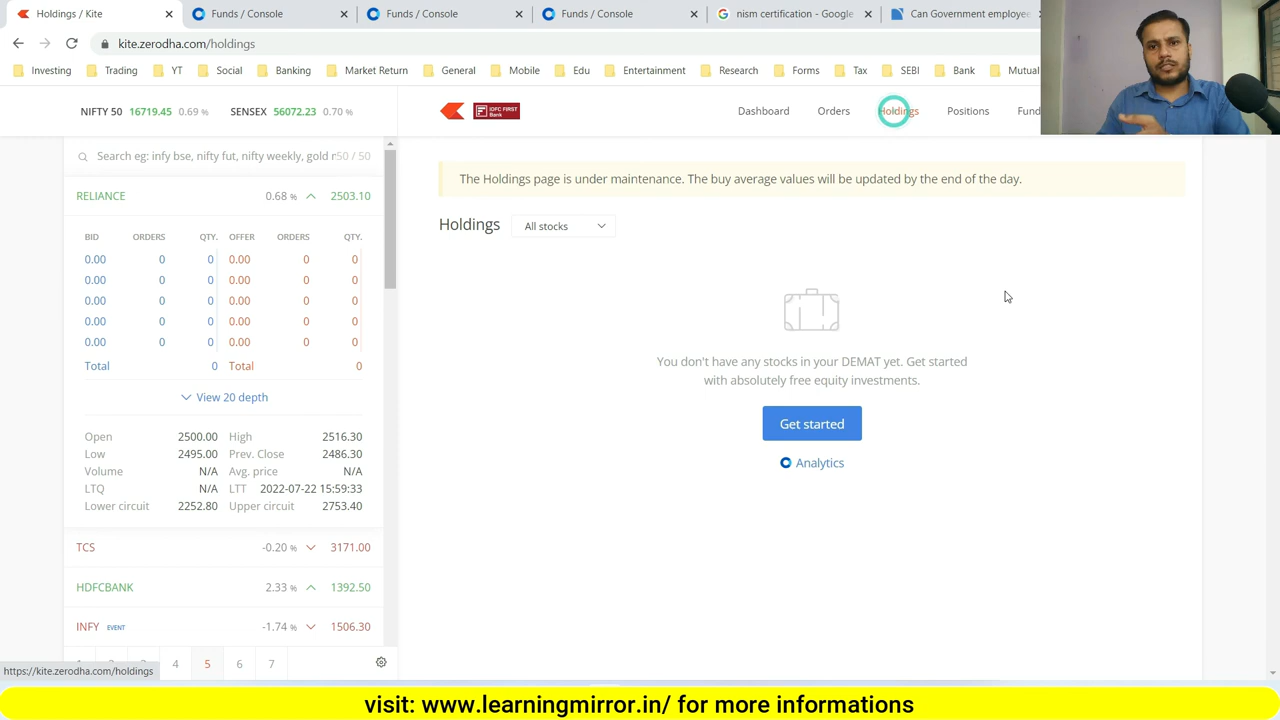 Holdings / Kite
Funds / Console
Funds / Console
Funds / Console
nism certification - Google
Can Government employee
kite.zerodha.com/holdings
Investing
Trading
YT
Social
Banking
Market Return
General
Mobile
Edu
Entertainment
Research
Forms
Tax
SEBI
Bank
Mutual
NIFTY 50 16719.45 0.69 %
SENSEX 56072.23 0.70 %
IDFC FIRST
Bank
Dashboard
Orders
Holdings
Positions
Fund
Search eg: infy bse, nifty fut, nifty weekly, gold r 50 / 50
RELIANCE 0.68 % 2503.10
BID ORDERS QTY. OFFER ORDERS QTY.
0.00 0 0 0.00 0 0
0.00 0 0 0.00 0 0
0.00 0 0 0.00 0 0
0.00 0 0 0.00 0 0
0.00 0 0 0.00 0 0
Total 0 Total 0
View 20 depth
Open 2500.00 High 2516.30
Low 2495.00 Prev. Close 2486.30
Volume N/A Avg. price N/A
LTQ N/A LTT 2022-07-22 15:59:33
Lower circuit 2252.80 Upper circuit 2753.40
TCS -0.20 % 3171.00
HDFCBANK 2.33 % 1392.50
INFY EVENT -1.74 % 1506.30
4 5 6 7
https://kite.zerodha.com/holdings
The Holdings page is under maintenance. The buy average values will be updated by the end of the day.
Holdings All stocks
You don't have any stocks in your DEMAT yet. Get started
with absolutely free equity investments.
Get started
Analytics
visit: www.learningmirror.in/ for more informations